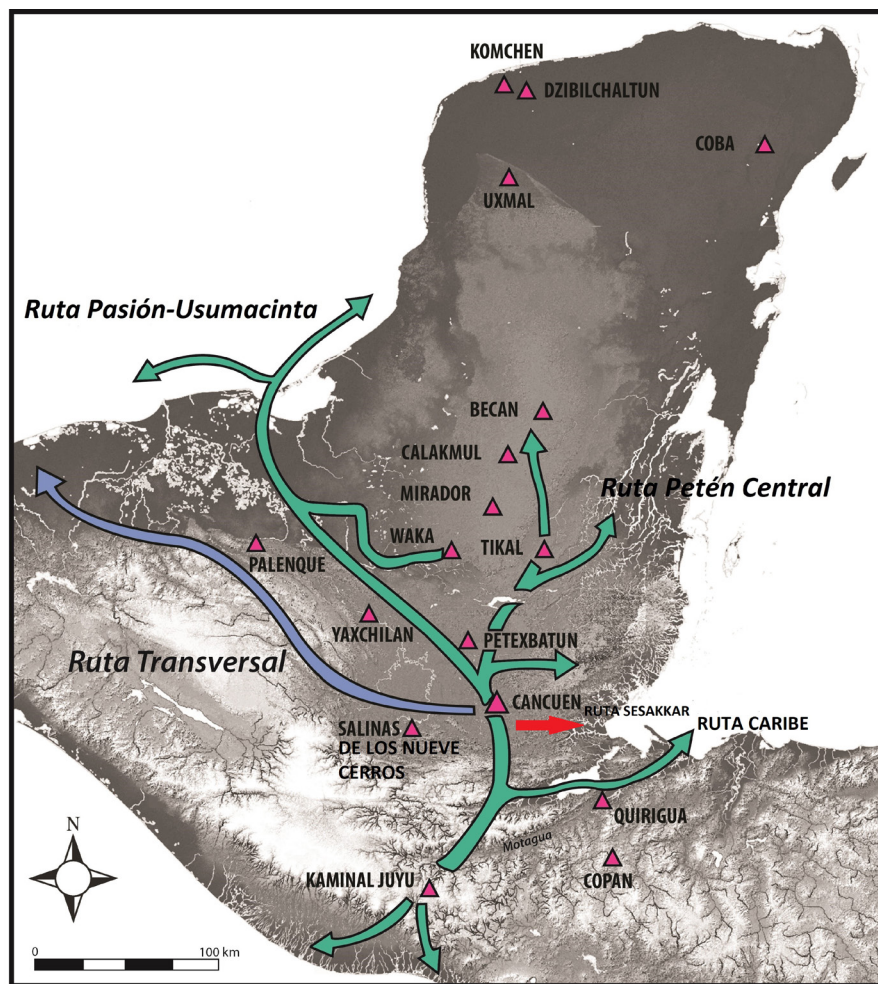 KOMCHEN
DZIBILCHALTUN
COBA
UXMAL
Ruta Pasión-Usumacinta
BECAN
CALAKMUL
Ruta Petén Central
MIRADOR
WAKA
TIKAL
PALENQUE
YAXCHILAN
PETEXBATUN
Ruta Transversal
CANCUEN
RUTA SESAKKAR
RUTA CARIBE
SALINAS
DE LOS NUEVE
CERROS
QUIRIGUA
Motagua
COPAN
KAMINAL JUYU
N
0 100 km